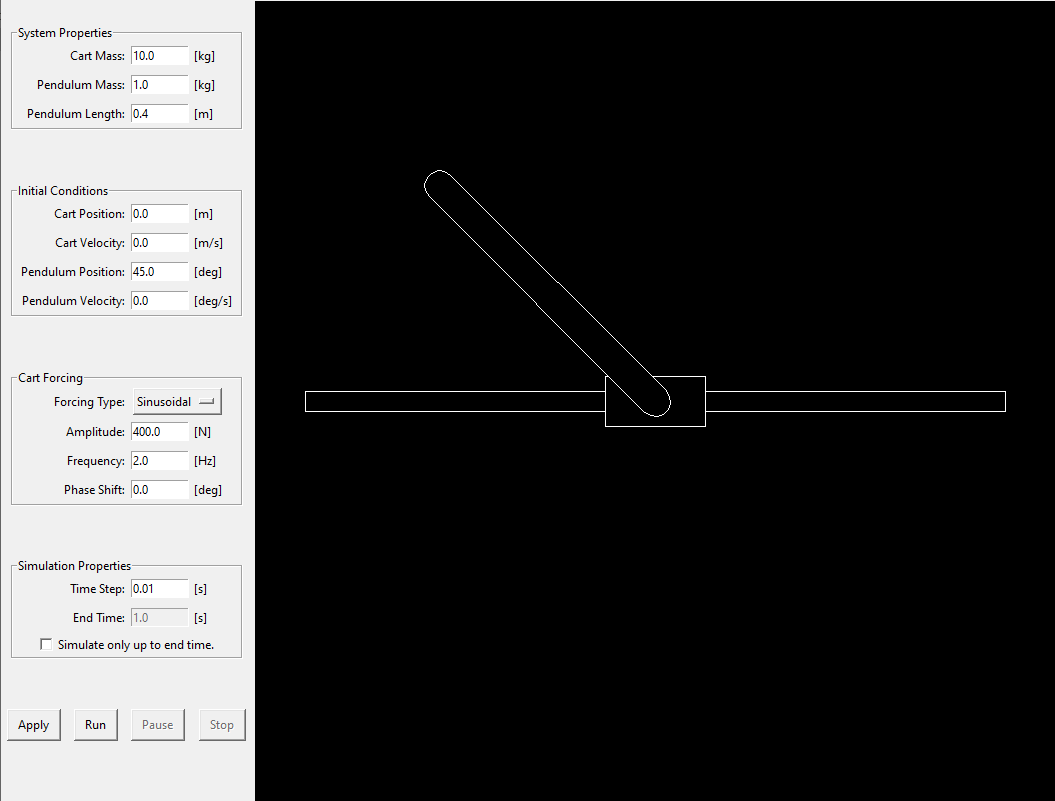 System Properties
Cart Mass: 10.0 [kg]
Pendulum Mass: 1.0 [kg]
Pendulum Length: 0.4 [m]
Initial Conditions
Cart Position: 0.0 [m]
Cart Velocity: 0.0 [m/s]
Pendulum Position: 45.0 [deg]
Pendulum Velocity: 0.0 [deg/s]
Cart Forcing
Forcing Type: Sinusoidal
Amplitude: 400.0 [N]
Frequency: 2.0 [Hz]
Phase Shift: 0.0 [deg]
Simulation Properties
Time Step: 0.01 [s]
End Time: 1.0 [s]
Simulate only up to end time.
Apply Run Pause Stop